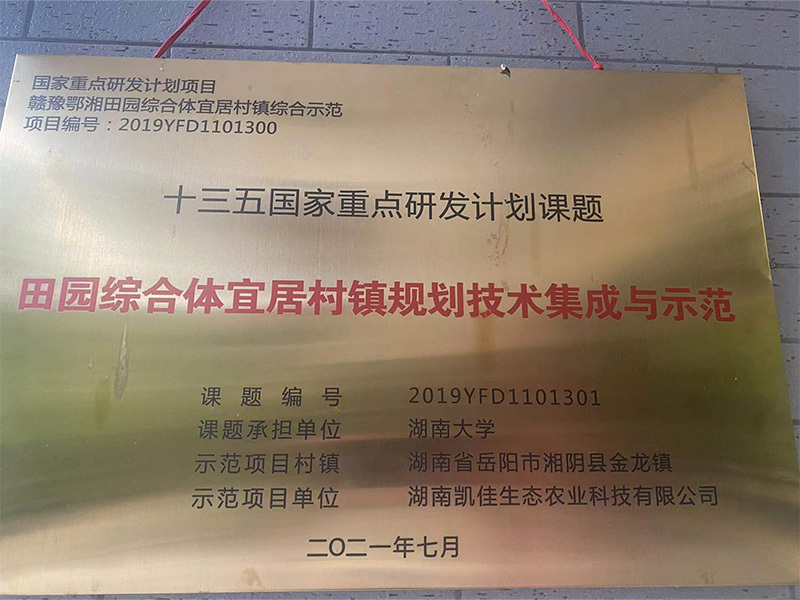 国家重点研发计划项目
赣豫鄂湘田园综合体宜居村镇综合示范
项目编号：2019YFD1101300
十三五国家重点研发计划课题
田园综合体宜居村镇规划技术集成与示范
课题编号 2019YFD1101301
课题承担单位 湖南大学
示范项目村镇 湖南省岳阳市湘阴县金龙镇
示范项目单位 湖南凯佳生态农业科技有限公司
二〇二一年七月